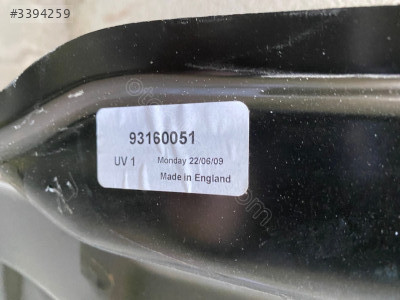 #3394259
93160051
UV 1 Monday 22/06/09
Made in England